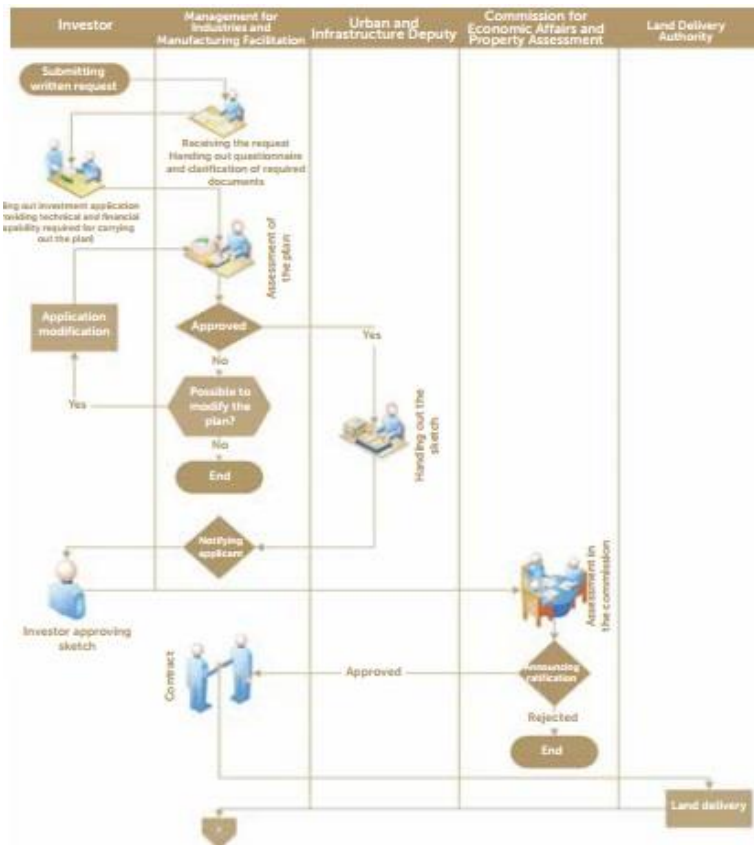 Investor
Management for
Industries and
Manufacturing Facilitation
Urban and
Infrastructure Deputy
Commission for
Economic Affairs and
Property Assessment
Land Delivery
Authority
Submitting
written request
Receiving the request
Handing out questionnaire
and clarification of required
documents
ing out investment application
oviding technical and financial
apability required for carrying
out the plan)
Assessment of
the plan
Application
modification
Approved
Yes
No
Possible to
modify the
plan?
Yes
No
End
Handing out the
sketch
Notifying
applicant
Investor approving
sketch
Assessment in
the commission
Announcing
ratification
Approved
Contract
Rejected
End
Land delivery